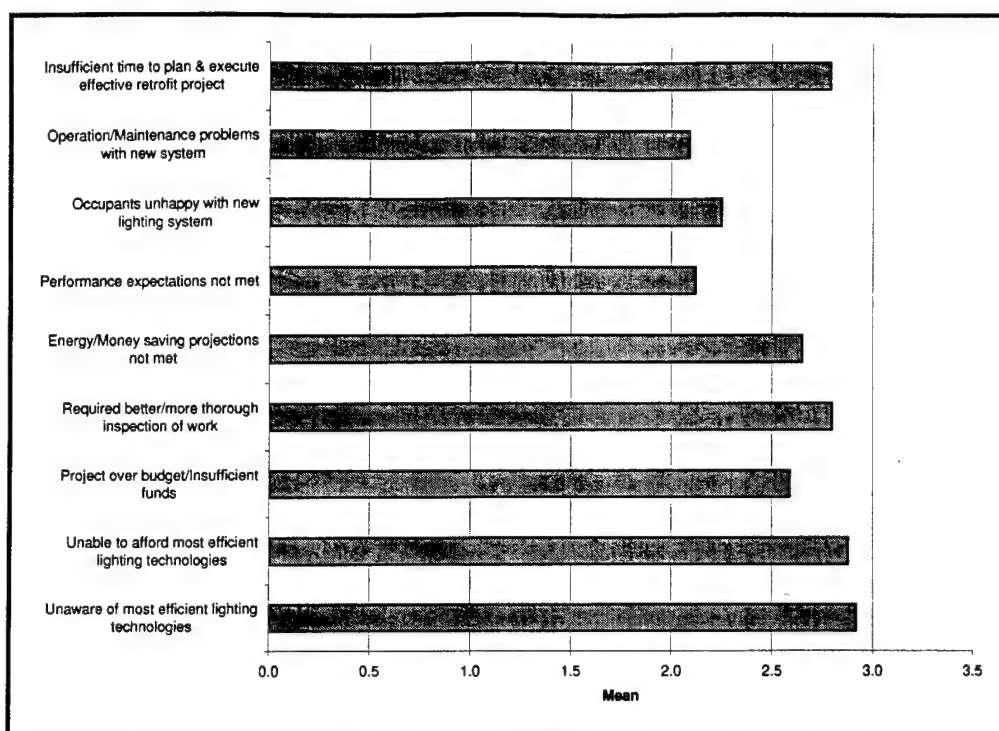 Insufficient time to plan & execute
effective retrofit project
Operation/Maintenance problems
with new system
Occupants unhappy with new
lighting system
Performance expectations not met
Energy/Money saving projections
not met
Required better/more thorough
inspection of work
Project over budget/Insufficient
funds
Unable to afford most efficient
lighting technologies
Unaware of most efficient lighting
technologies
0.0 0.5 1.0 1.5 2.0 2.5 3.0 3.5
Mean